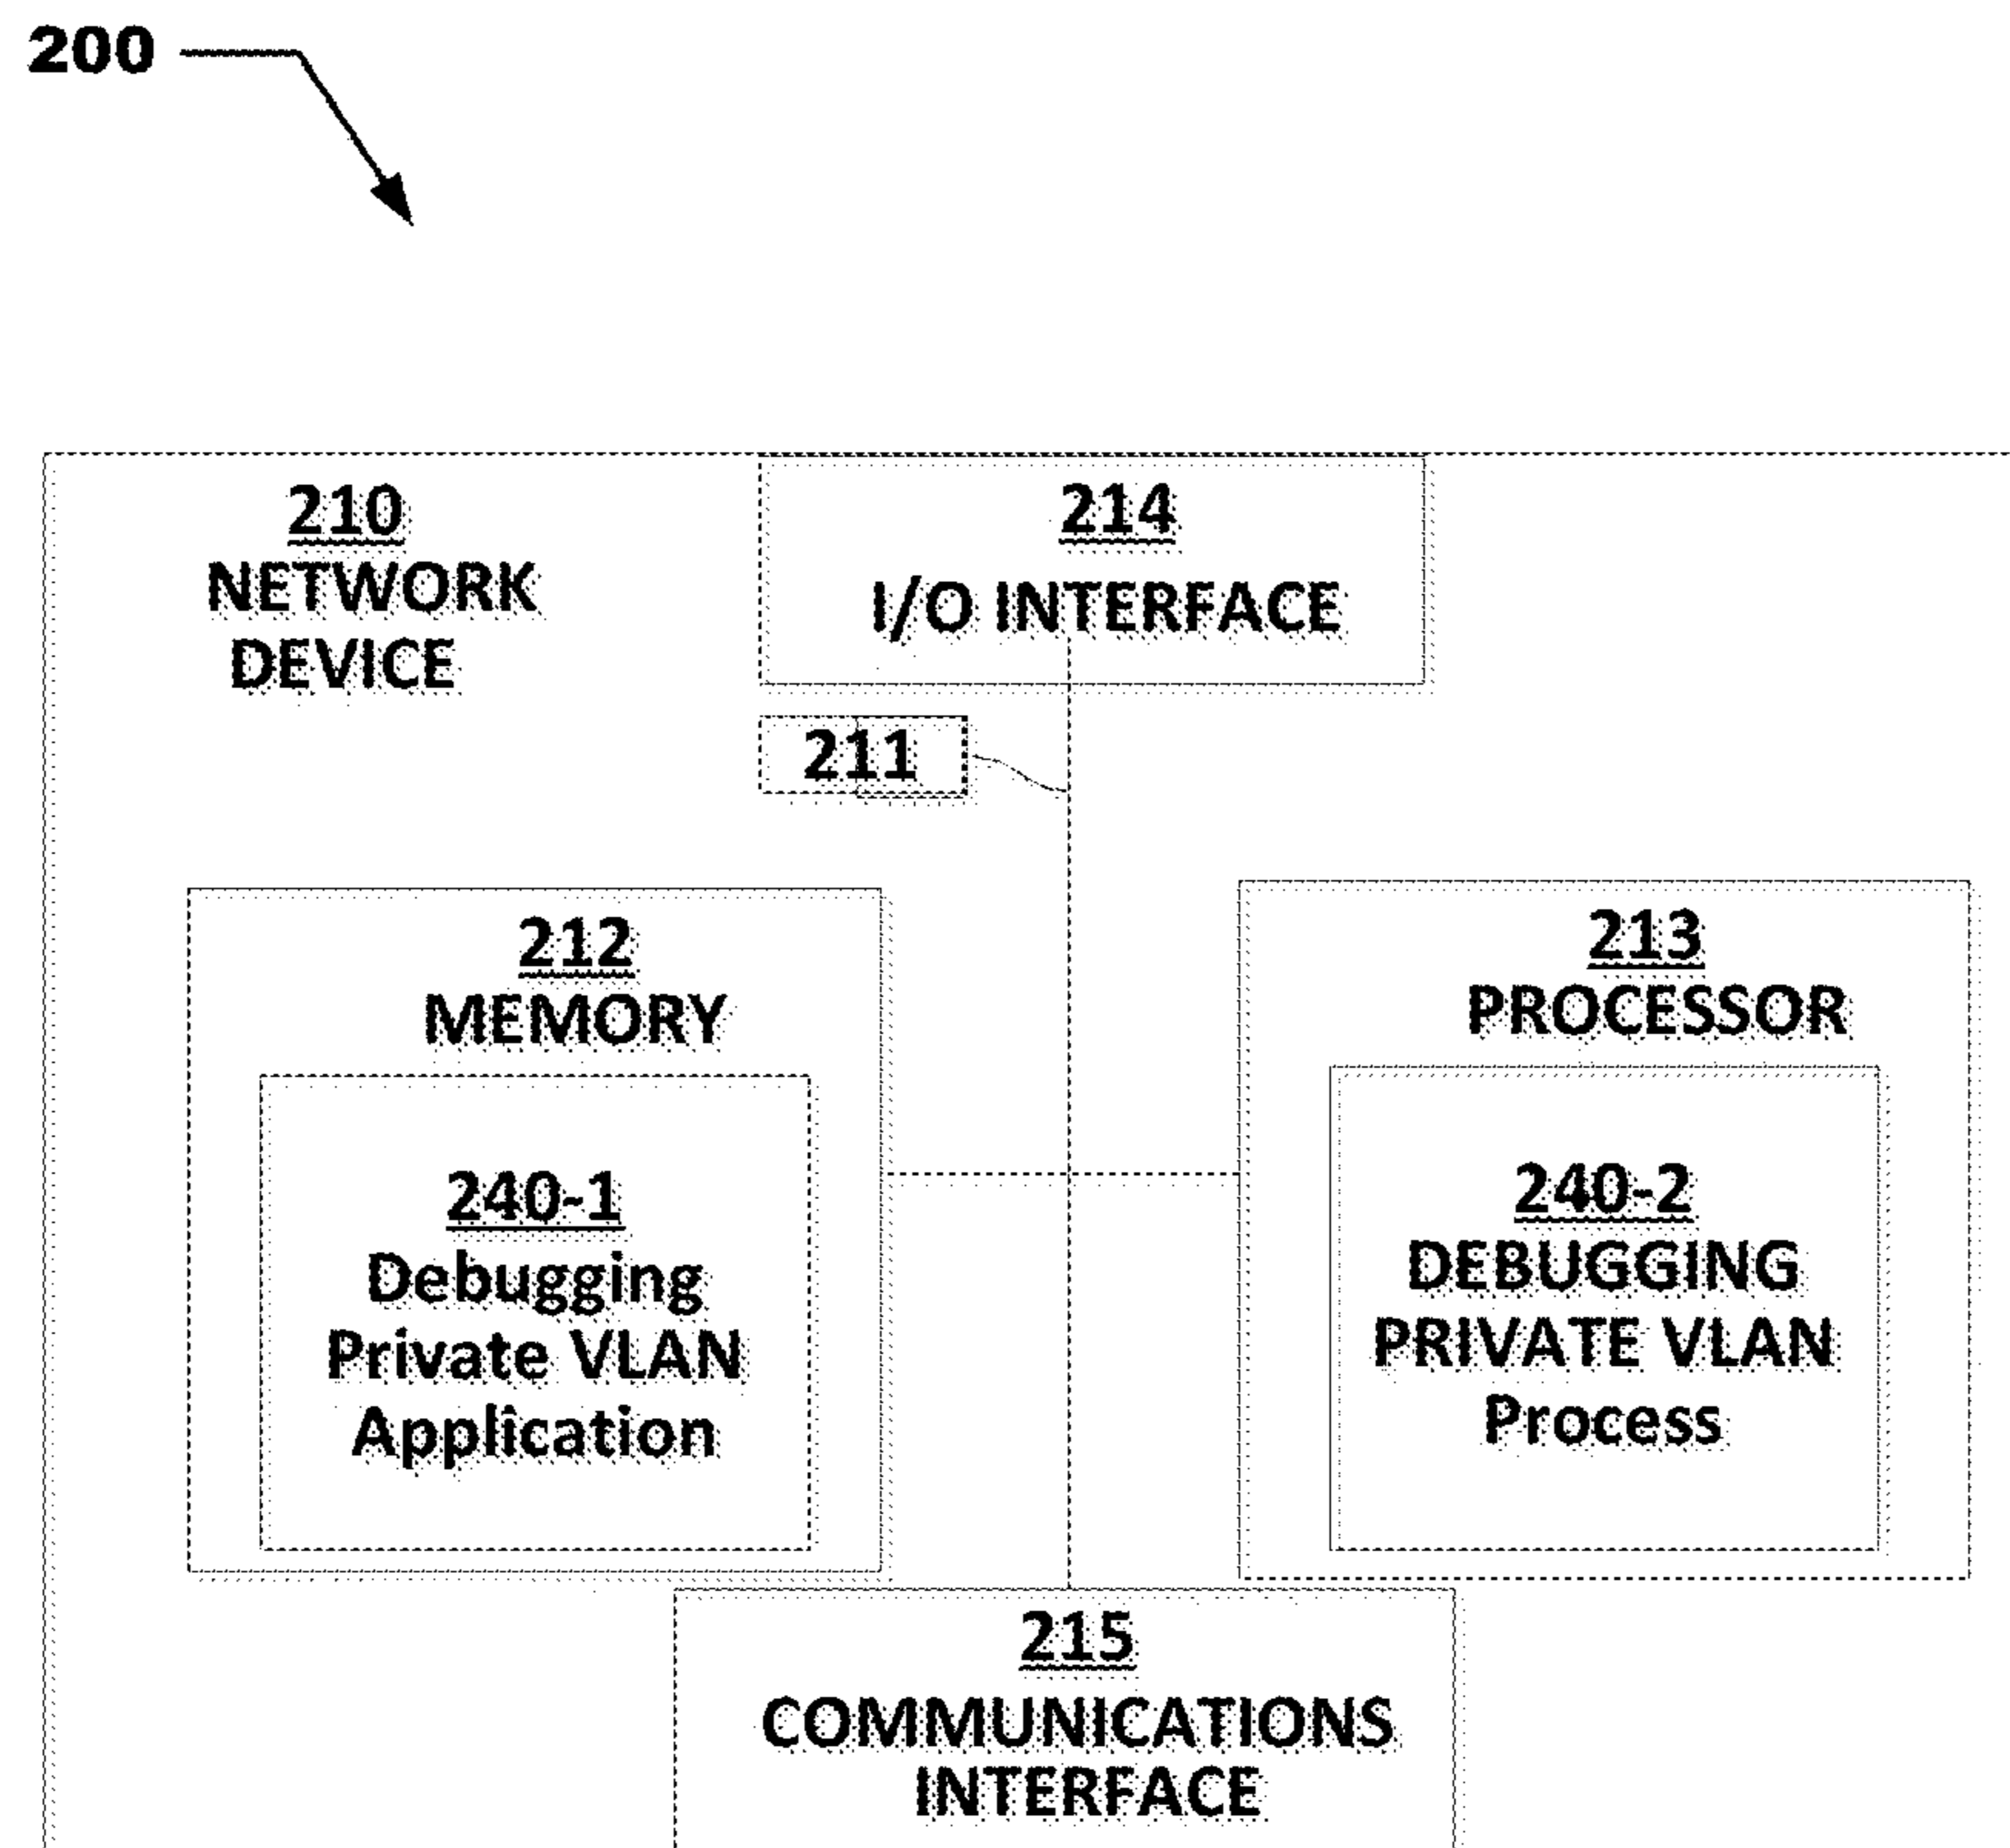 200
210
NETWORK
DEVICE
214
I/O INTERFACE
211
212
MEMORY
240-1
Debugging
Private VLAN
Application
213
PROCESSOR
240-2
DEBUGGING
PRIVATE VLAN
Process
215
COMMUNICATIONS
INTERFACE